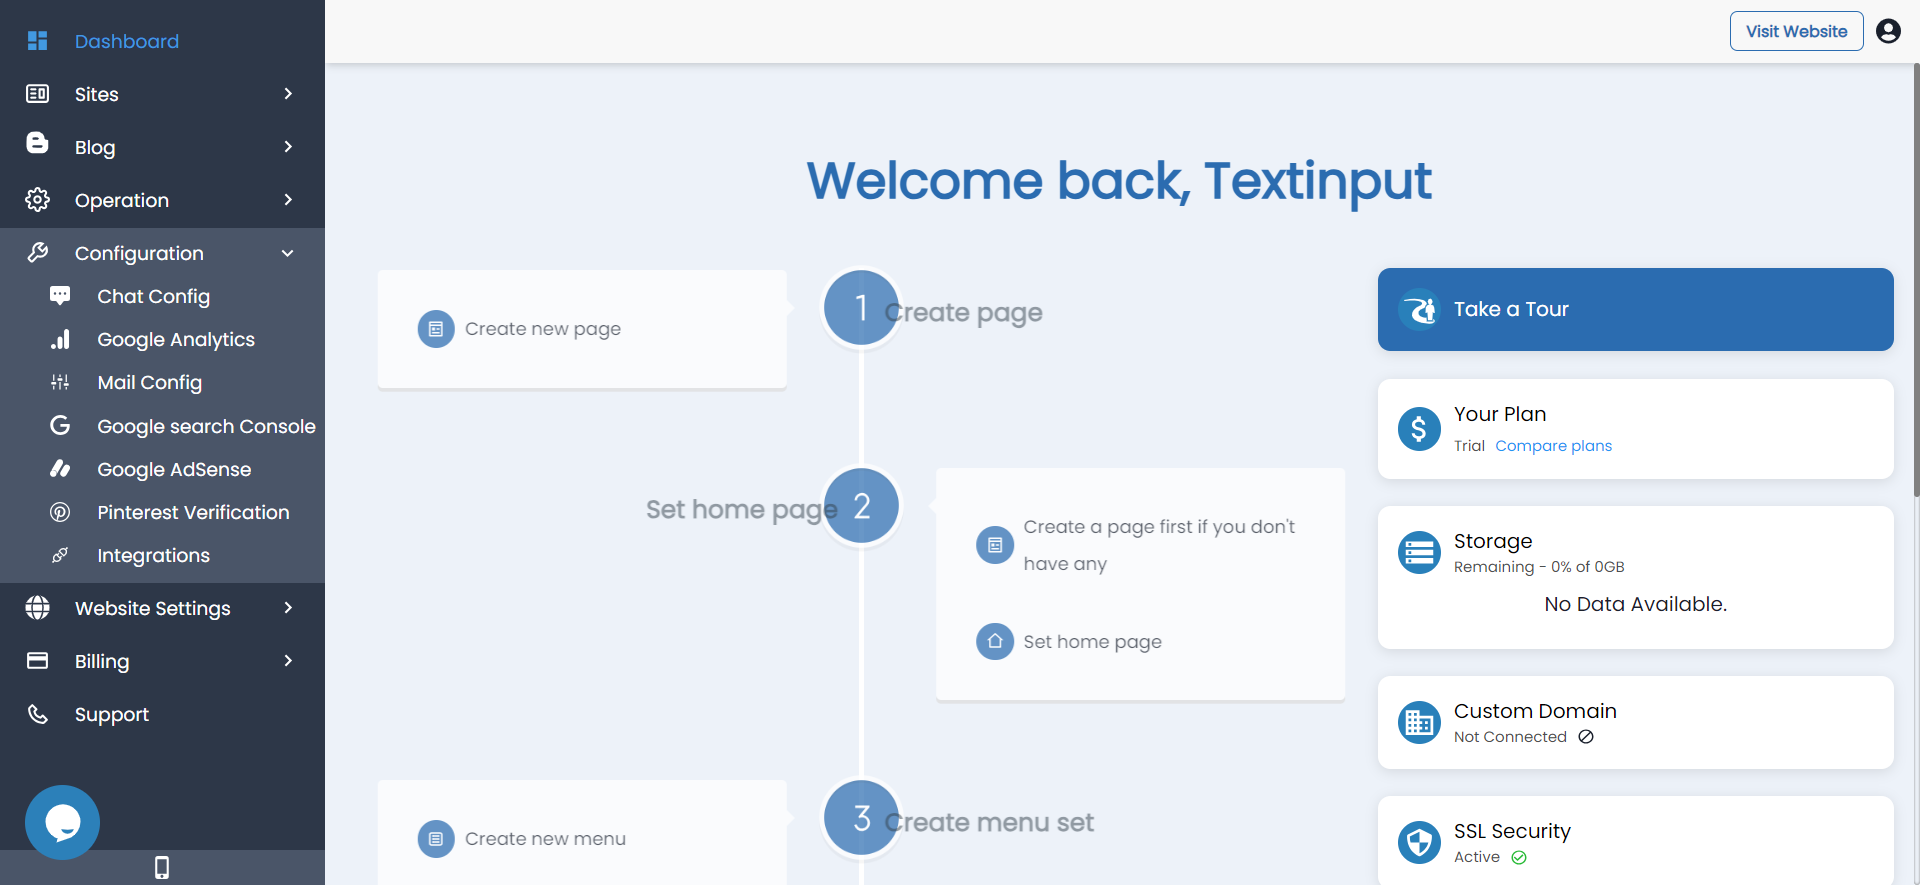 Dashboard
Sites
Blog
Operation
Configuration
Chat Config
Google Analytics
Mail Config
Google search Console
Google AdSense
Pinterest Verification
Integrations
Website Settings
Billing
Support
Visit Website
Welcome back, Textinput
Create new page
1
Create page
Set home page
2
Create a page first if you don't
have any
Set home page
Create new menu
3
Create menu set
Take a Tour
Your Plan
Trial Compare plans
Storage
Remaining - 0% of 0GB
No Data Available.
Custom Domain
Not Connected
SSL Security
Active